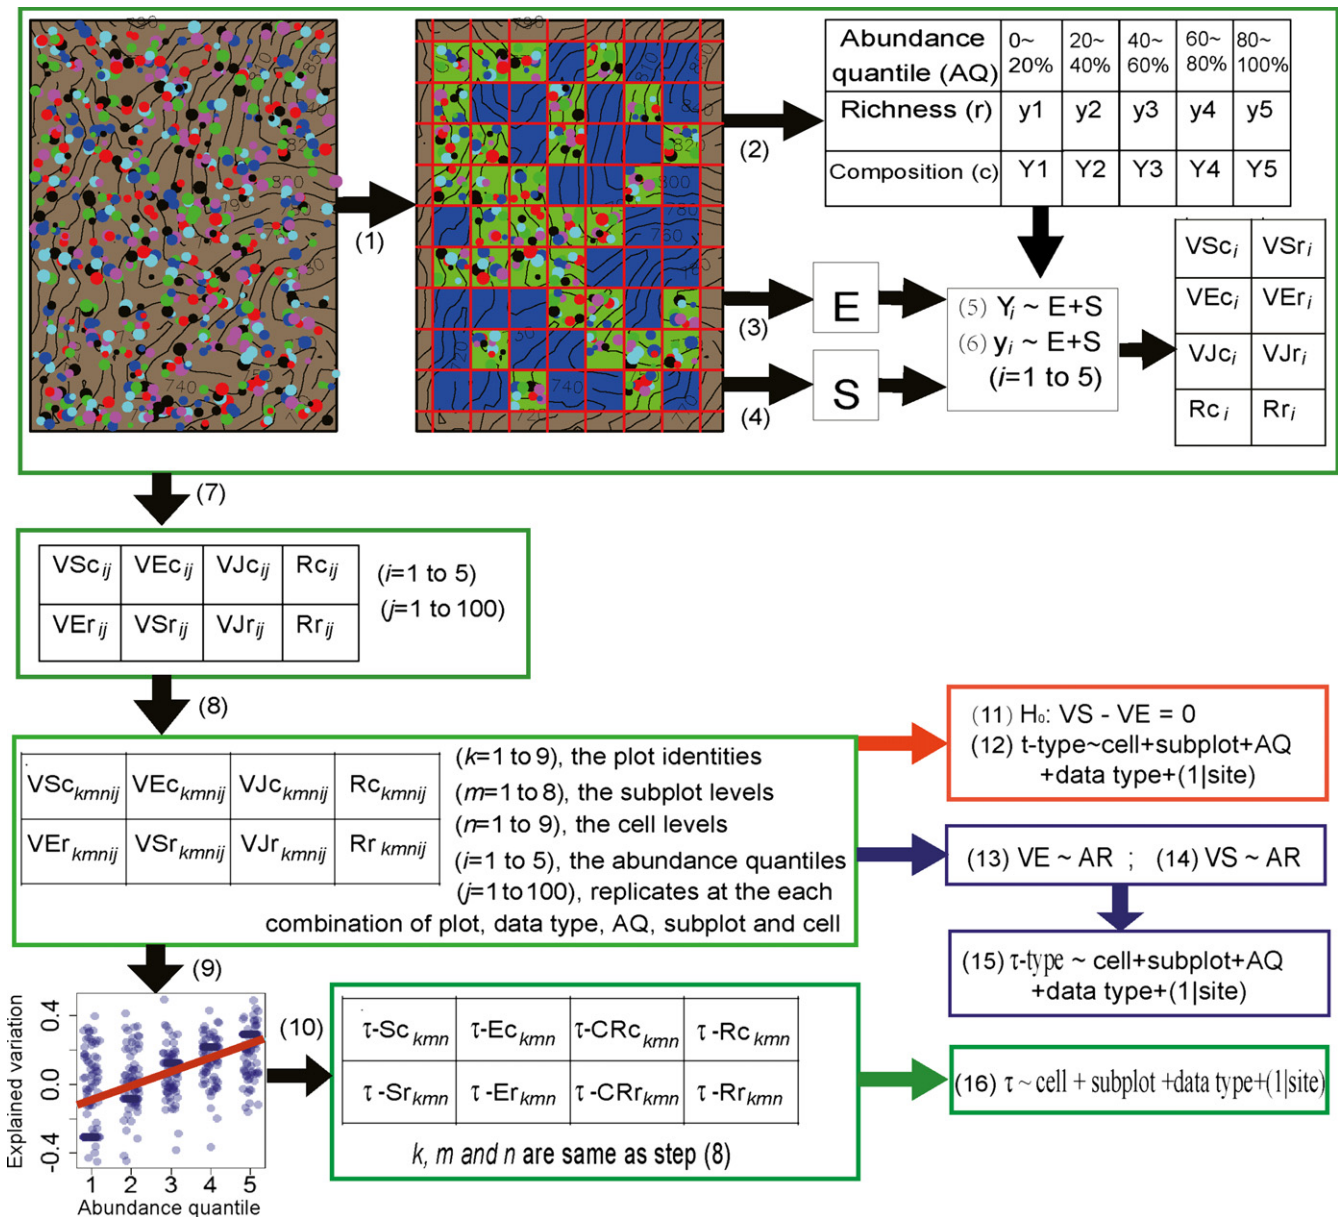 (1)
(2)
Abundance quantile (AQ) 0~20% 20~40% 40~60% 60~80% 80~100%
Richness (r) y1 y2 y3 y4 y5
Composition (c) Y1 Y2 Y3 Y4 Y5
(3)
E
(4)
S
(5) Yi ~ E+S
(6) yi ~ E+S
(i=1 to 5)
VSci VSri
VEci VEri
VJci VJri
Rci Rri
(7)
VScij VEcij VJcij Rcij
VErij VSrij VJrij Rrij
(i=1 to 5)
(j=1 to 100)
(8)
VSckmnij VEckmnij VJckmnij Rckmnij
VErkmnij VSrkmnij VJrkmnij Rrkmnij
(k=1 to 9), the plot identities
(m=1 to 8), the subplot levels
(n=1 to 9), the cell levels
(i=1 to 5), the abundance quantiles
(j=1 to 100), replicates at the each
combination of plot, data type, AQ, subplot and cell
(11) H0: VS - VE = 0
(12) t-type~cell+subplot+AQ
+data type+(1|site)
(13) VE ~ AR ; (14) VS ~ AR
(15) τ-type ~ cell+subplot+AQ
+data type+(1|site)
(9)
Explained variation
0.4
0.0
-0.4
1 2 3 4 5
Abundance quantile
(10)
τ-Sckmn τ-Eckmn τ-CRckmn τ-Rckmn
τ-Srkmn τ-Erkmn τ-CRrkmn τ-Rrkmn
k, m and n are same as step (8)
(16) τ ~ cell + subplot +data type+(1|site)